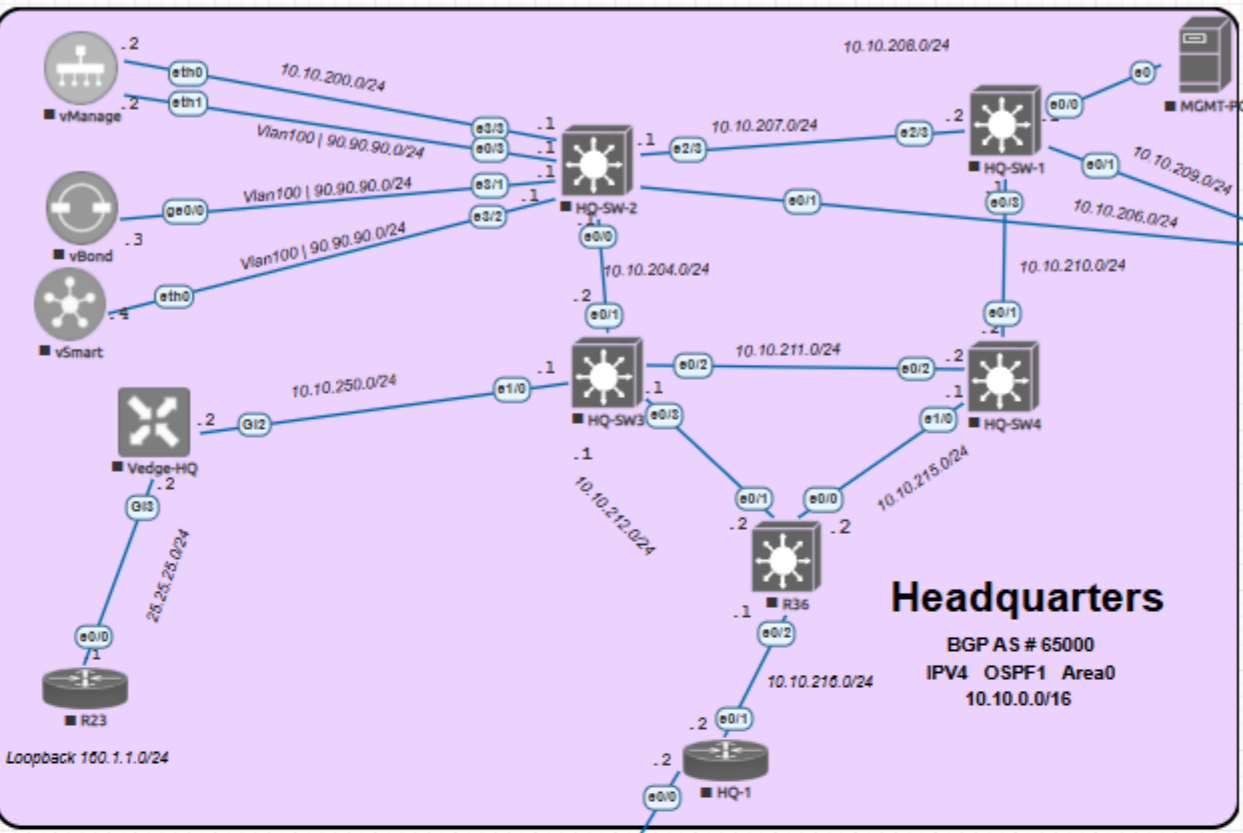 .2
eth0
10.10.200.0/24
10.10.208.0/24
e0
vManage
.2
eth1
Vlan100 | 90.90.90.0/24
e3/3
.1
e0/3
.1
.1
e2/3
10.10.207.0/24
e2/3
.2
e0/0
MGMT-PC
HQ-SW-1
e0/1
10.10.209.0/24
Vlan100 | 90.90.90.0/24
ge0/0
e3/1
.1
.1
e3/2
HQ-SW-2
e0/1
10.10.206.0/24
.1
e0/3
.3
vBond
Vlan100 | 90.90.90.0/24
.1
e0/0
10.10.204.0/24
10.10.210.0/24
eth0
.4
vSmart
.2
e0/1
e0/1
.2
10.10.250.0/24
e1/0
.1
e0/2
10.10.211.0/24
e0/2
.2
.1
.1
e0/3
HQ-SW3
e1/0
HQ-SW4
.2
GI2
Vedge-HQ
.1
10.10.212.0/24
10.10.215.0/24
.2
GI3
e0/1
e0/0
.2
.2
25.25.25.0/24
R36
Headquarters
.1
e0/2
BGP AS # 65000
IPV4 OSPF1 Area0
10.10.0.0/16
e0/0
.1
R23
10.10.216.0/24
.2
e0/1
Loopback 160.1.1.0/24
.2
HQ-1
e0/0